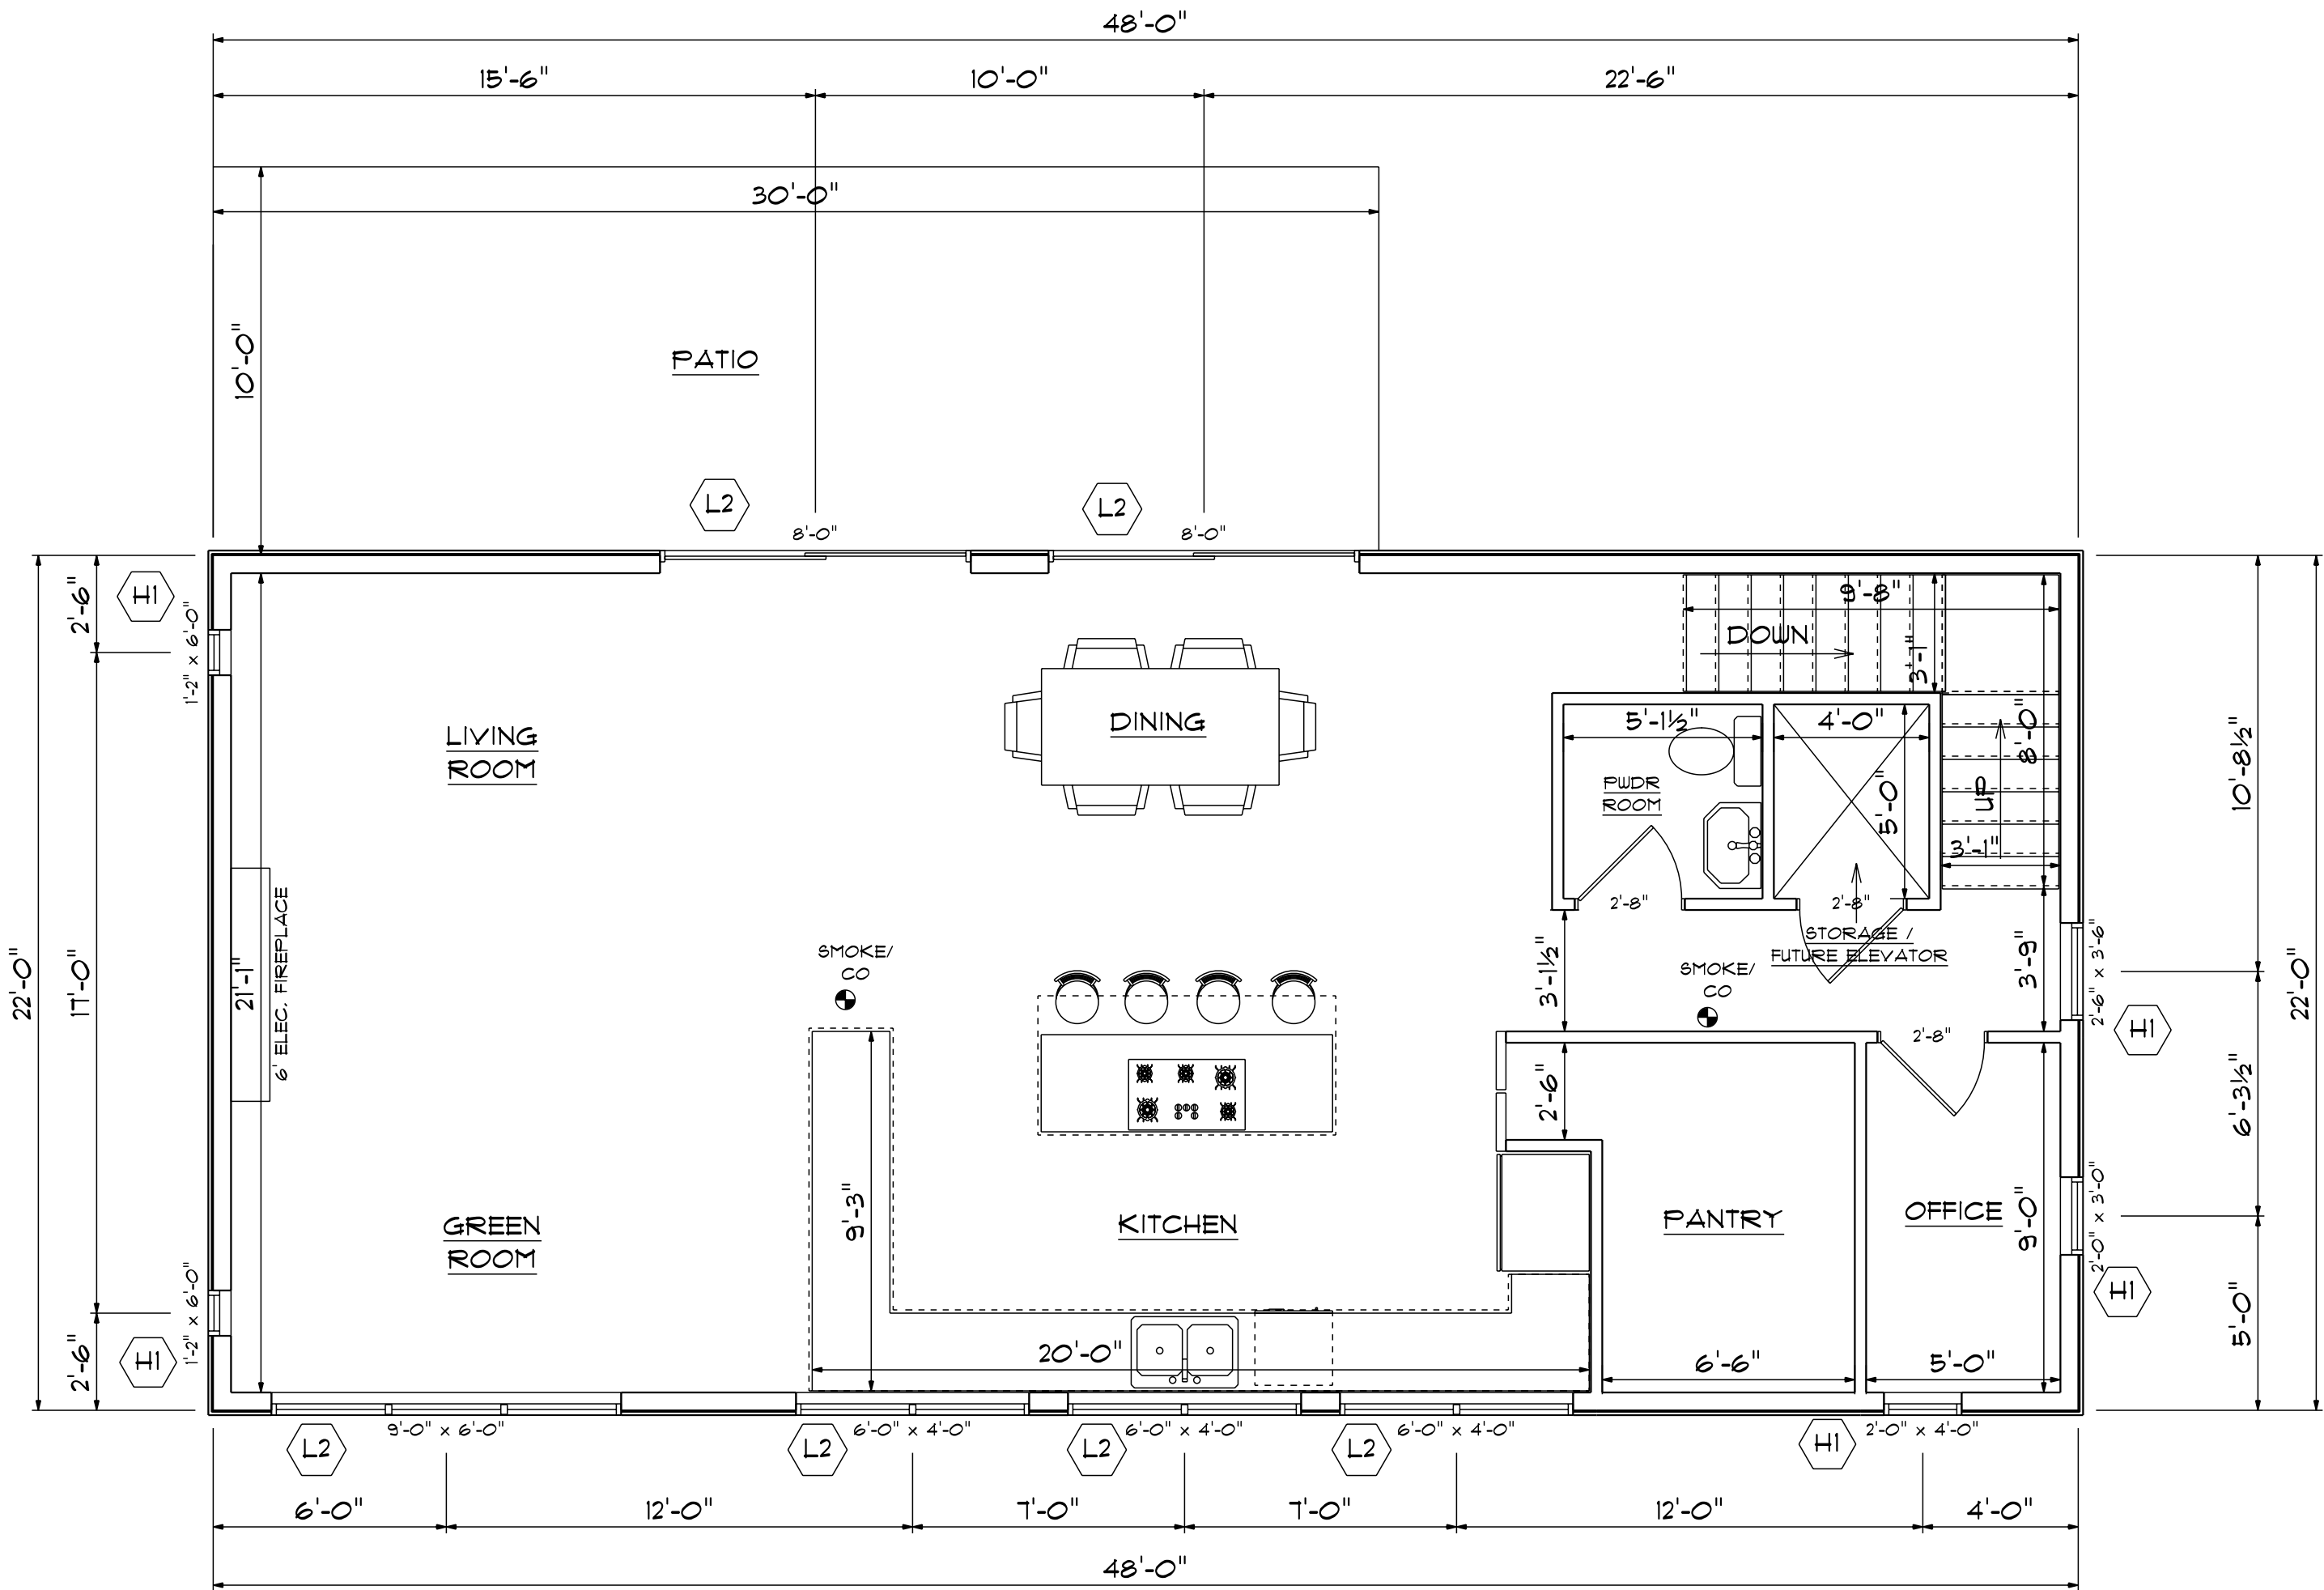 48'-0"
15'-6"
10'-0"
22'-6"
30'-0"
10'-0"
PATIO
L2
L2
8'-0"
8'-0"
2'-6"
H1
1'-2" x 6'-0"
9'-8"
DOWN
3'-1"
LIVING
ROOM
DINING
5'-1½"
4'-0"
8'-0"
10'-8½"
PWDR
ROOM
5'-0"
UP
3'-1"
2'-8"
2'-8"
22'-0"
17'-0"
21'-1"
6' ELEC. FIREPLACE
SMOKE/
CO
3'-1½"
SMOKE/
CO
STORAGE /
FUTURE ELEVATOR
3'-9"
2'-6" x 3'-6"
22'-0"
H1
2'-8"
2'-6"
6'-3½"
9'-3"
GREEN
ROOM
KITCHEN
PANTRY
OFFICE
9'-0"
2'-0" x 3'-0"
H1
5'-0"
1'-2" x 6'-0"
2'-6"
H1
20'-0"
6'-6"
5'-0"
9'-0" x 6'-0"
6'-0" x 4'-0"
6'-0" x 4'-0"
6'-0" x 4'-0"
2'-0" x 4'-0"
L2
L2
L2
L2
H1
6'-0"
12'-0"
7'-0"
7'-0"
12'-0"
4'-0"
48'-0"